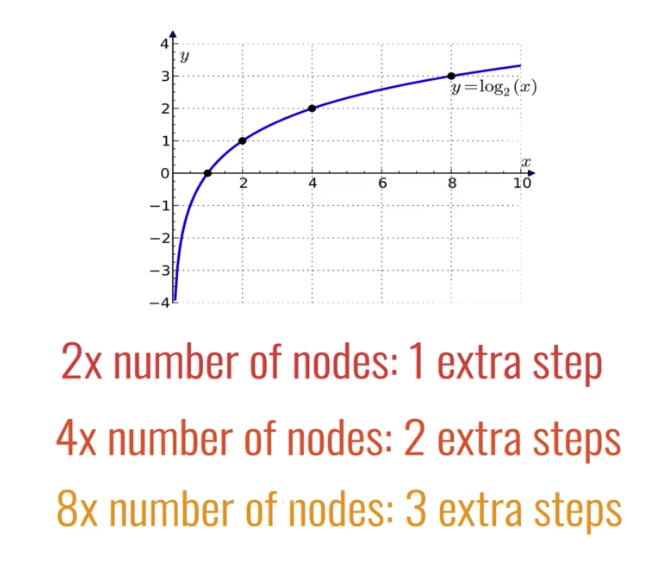 4
y
3
y=log₂(x)
2
1
x
0
2 4 6 8 10
−1
−2
−3
−4
2x number of nodes: 1 extra step
4x number of nodes: 2 extra steps
8x number of nodes: 3 extra steps